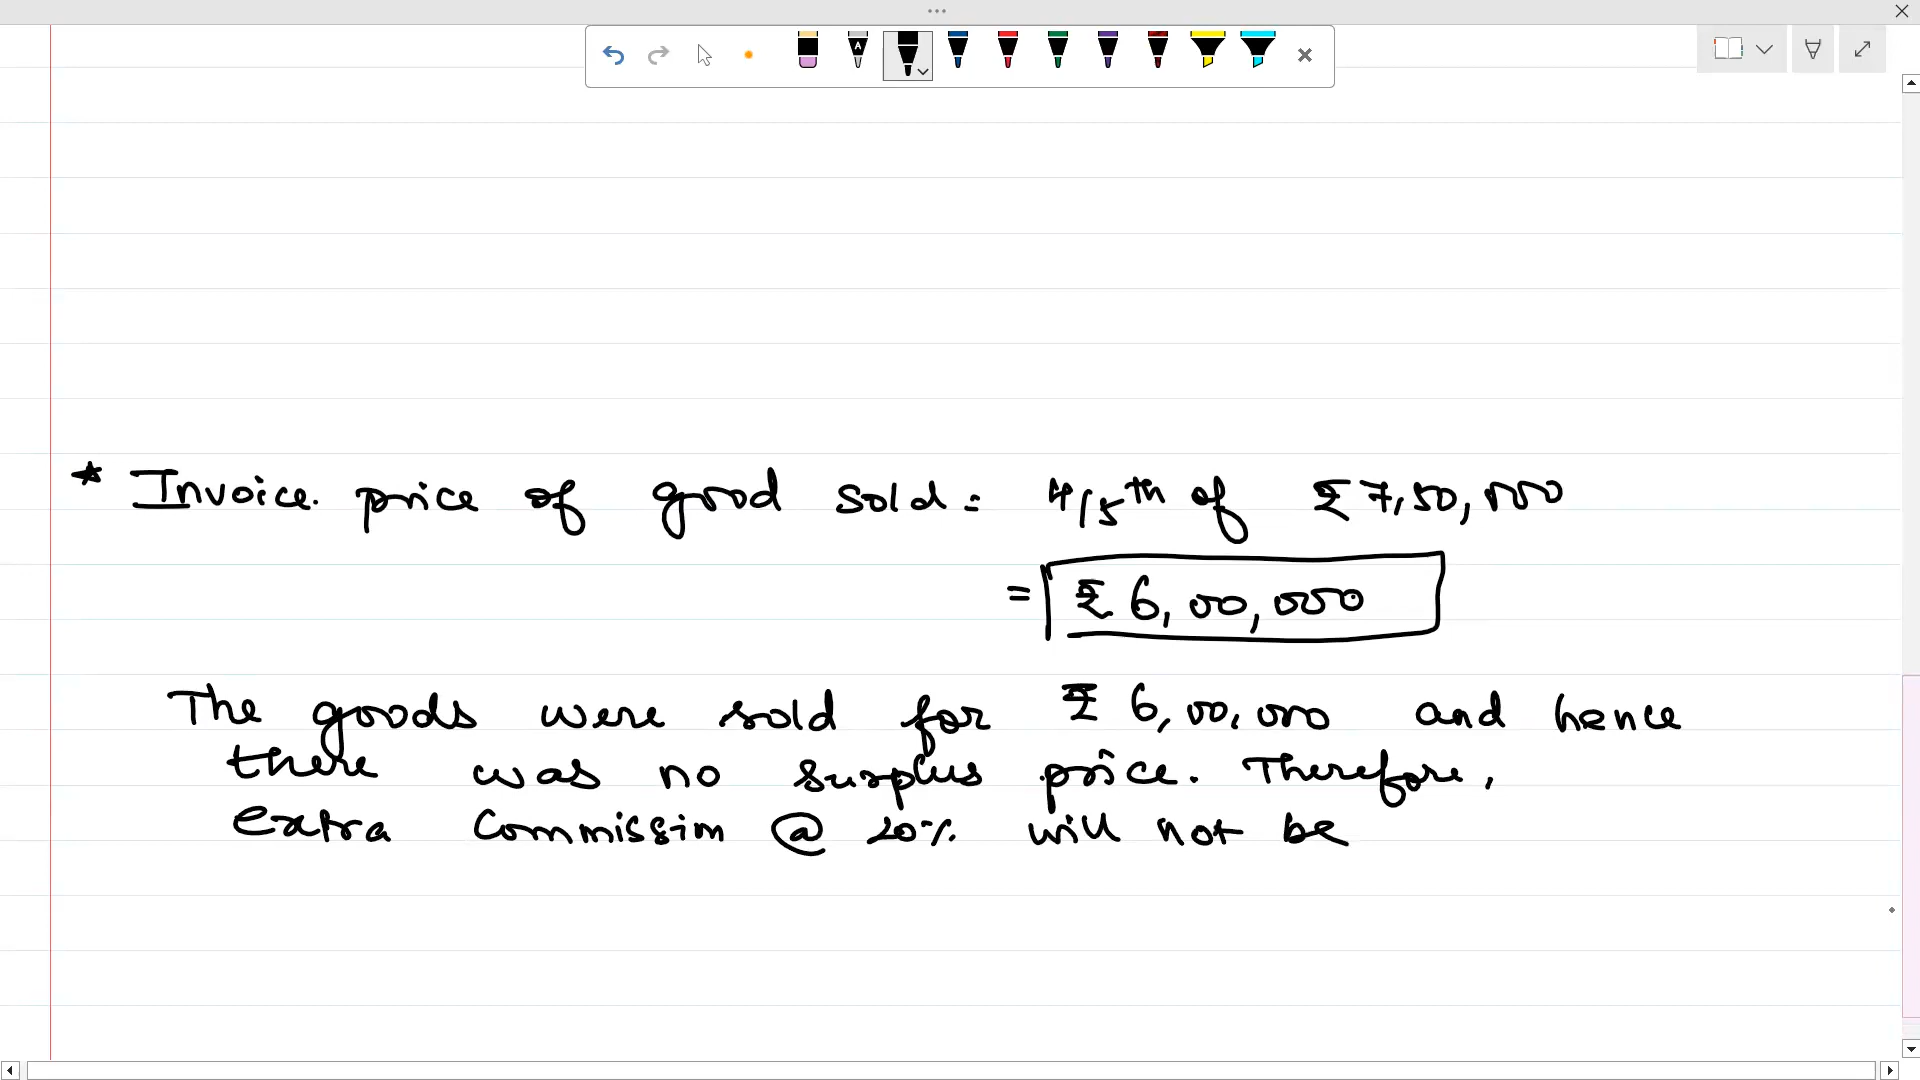 * Invoice. price of good sold = 4/5th of ₹7,50,000
= ₹ 6,00,000
The goods were sold for ₹ 6,00,000 and hence
there was no surplus price. Therefore,
extra Commission @ 20% will not be